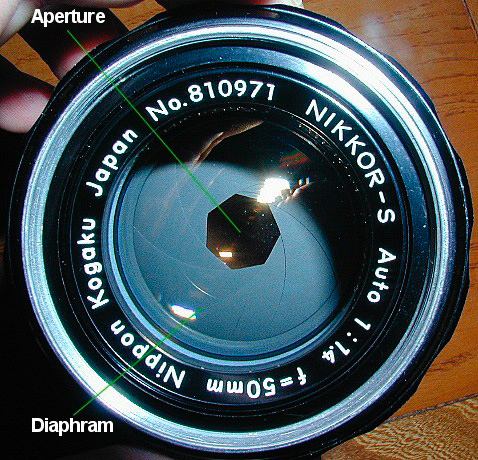 Aperture
No.810971 NIKKOR-S Auto 1:1.4 f=50mm Nippon Kogaku Japan
Diaphram